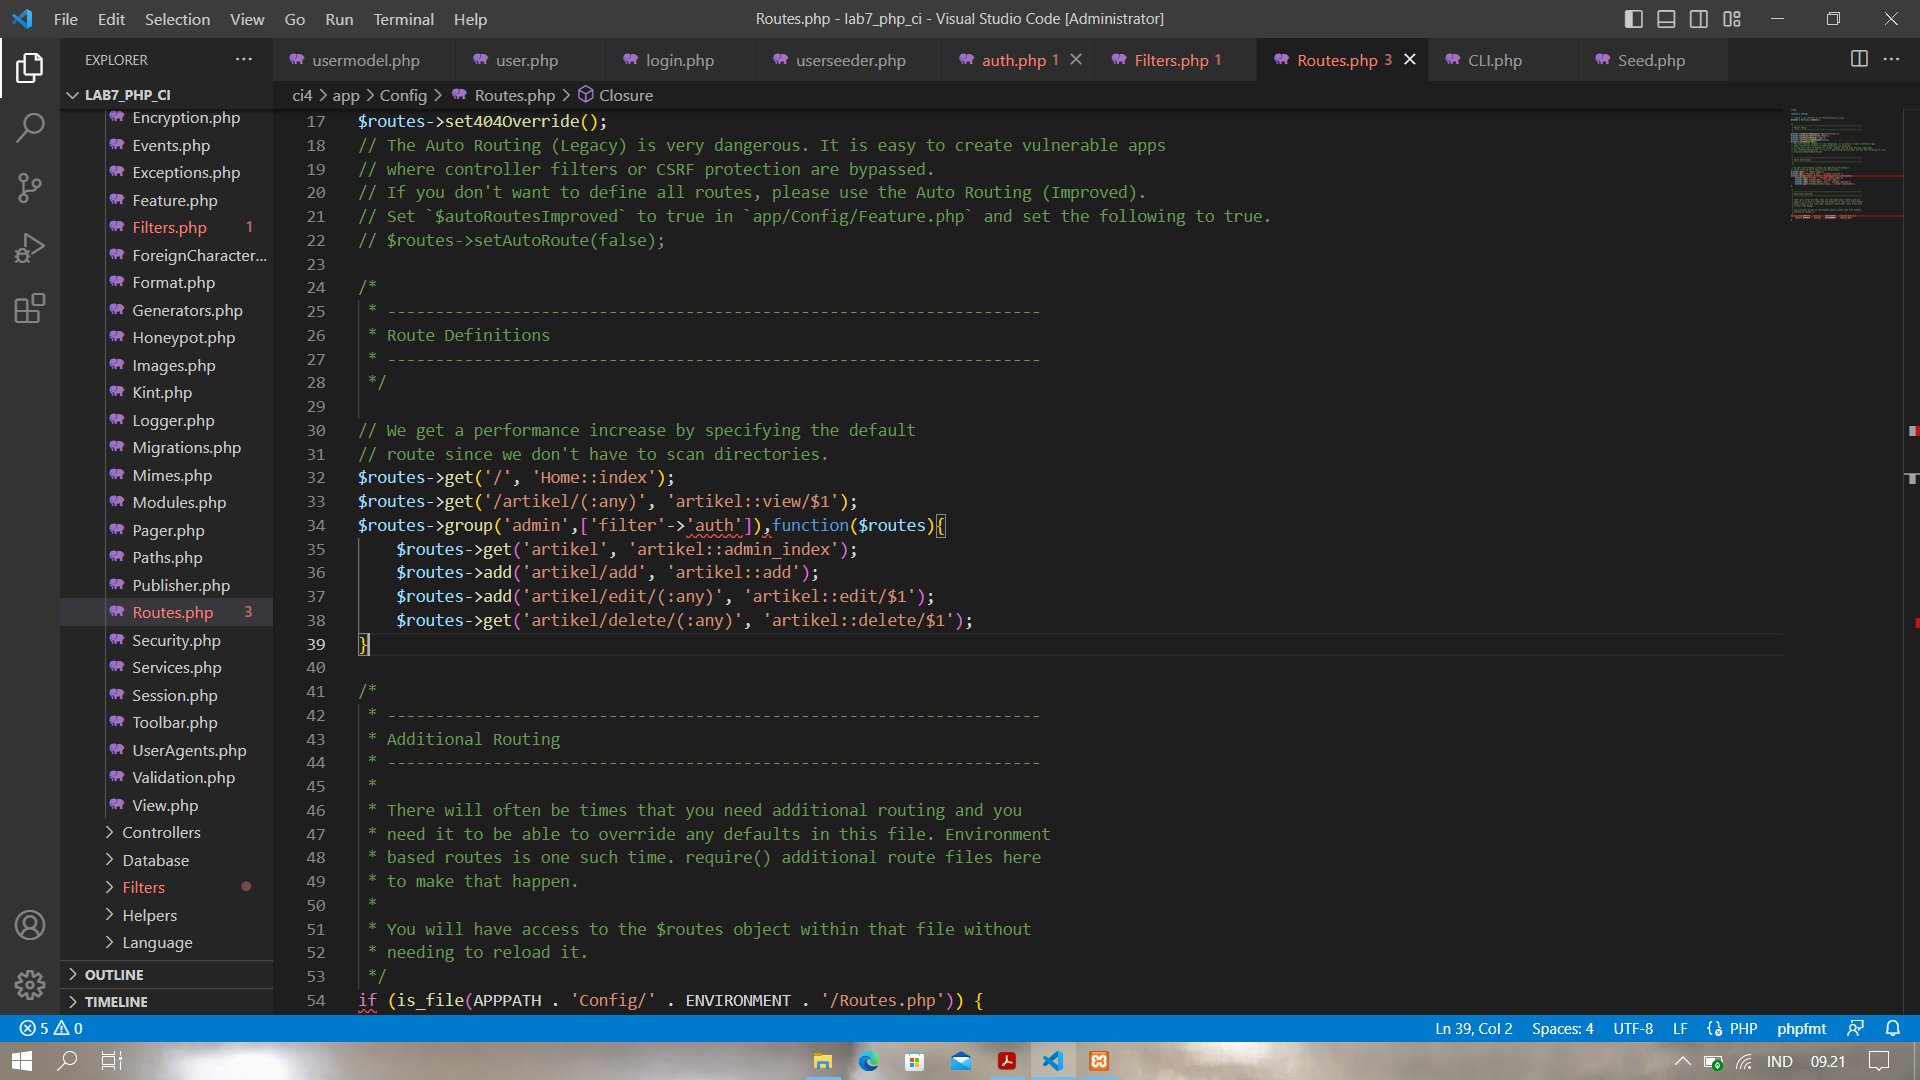 File Edit Selection View Go Run Terminal Help
Routes.php - lab7_php_ci - Visual Studio Code [Administrator]
EXPLORER ···
usermodel.php
user.php
login.php
userseeder.php
auth.php 1
Filters.php 1
Routes.php 3
CLI.php
Seed.php
LAB7_PHP_CI
ci4 > app > Config > Routes.php > Closure
Encryption.php
Events.php
Exceptions.php
Feature.php
Filters.php 1
ForeignCharacter...
Format.php
Generators.php
Honeypot.php
Images.php
Kint.php
Logger.php
Migrations.php
Mimes.php
Modules.php
Pager.php
Paths.php
Publisher.php
Routes.php 3
Security.php
Services.php
Session.php
Toolbar.php
UserAgents.php
Validation.php
View.php
Controllers
Database
Filters
Helpers
Language
OUTLINE
TIMELINE
17 $routes->set404Override();
18 // The Auto Routing (Legacy) is very dangerous. It is easy to create vulnerable apps
19 // where controller filters or CSRF protection are bypassed.
20 // If you don't want to define all routes, please use the Auto Routing (Improved).
21 // Set `$autoRoutesImproved` to true in `app/Config/Feature.php` and set the following to true.
22 // $routes->setAutoRoute(false);
23
24 /*
25  * --------------------------------------------------------------------
26  * Route Definitions
27  * --------------------------------------------------------------------
28  */
29
30 // We get a performance increase by specifying the default
31 // route since we don't have to scan directories.
32 $routes->get('/', 'Home::index');
33 $routes->get('/artikel/(:any)', 'artikel::view/$1');
34 $routes->group('admin',['filter'->'auth']),function($routes){
35     $routes->get('artikel', 'artikel::admin_index');
36     $routes->add('artikel/add', 'artikel::add');
37     $routes->add('artikel/edit/(:any)', 'artikel::edit/$1');
38     $routes->get('artikel/delete/(:any)', 'artikel::delete/$1');
39 }
40
41 /*
42  * --------------------------------------------------------------------
43  * Additional Routing
44  * --------------------------------------------------------------------
45  *
46  * There will often be times that you need additional routing and you
47  * need it to be able to override any defaults in this file. Environment
48  * based routes is one such time. require() additional route files here
49  * to make that happen.
50  *
51  * You will have access to the $routes object within that file without
52  * needing to reload it.
53  */
54 if (is_file(APPPATH . 'Config/' . ENVIRONMENT . '/Routes.php')) {
5 0
Ln 39, Col 2 Spaces: 4 UTF-8 LF PHP phpfmt
IND 09.21